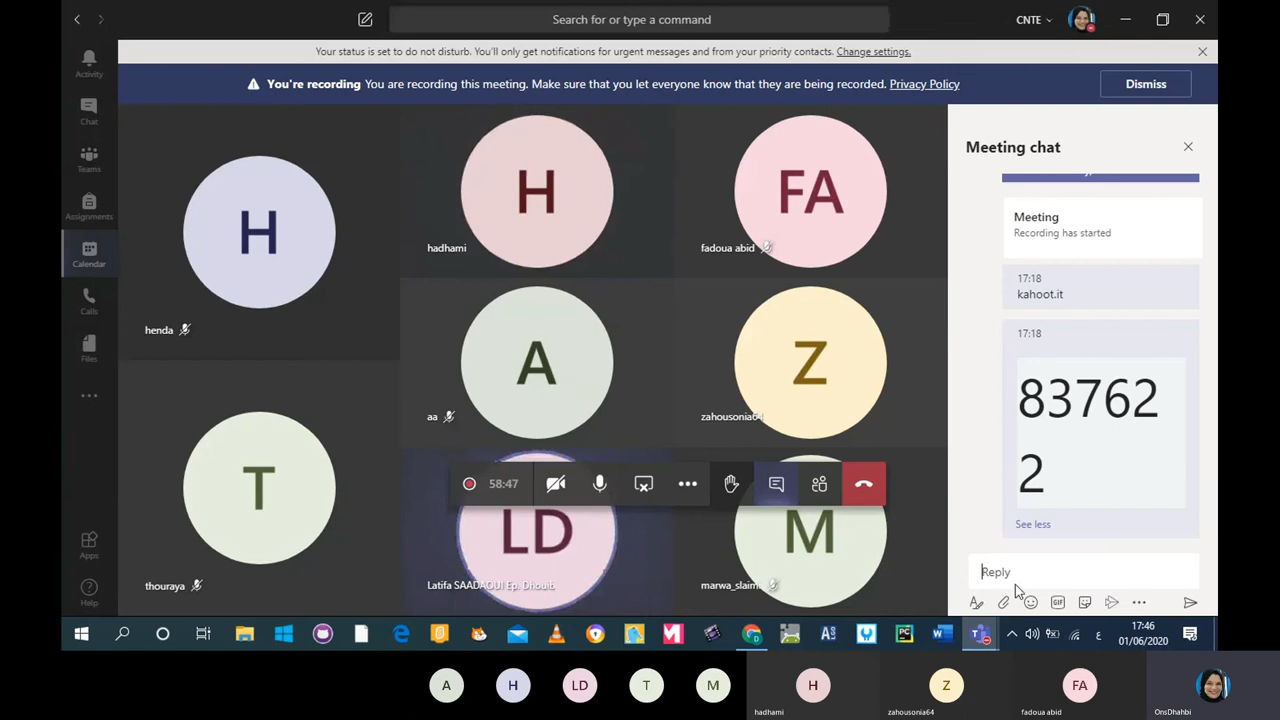 Search for or type a command
CNTE
Your status is set to do not disturb. You'll only get notifications for urgent messages and from your priority contacts. Change settings.
You're recording You are recording this meeting. Make sure that you let everyone know that they are being recorded. Privacy Policy
Dismiss
Activity
Chat
Teams
Assignments
Calendar
Calls
Files
Apps
Help
H
henda
H
hadhami
FA
fadoua abid
A
aa
Z
zahousonia64
T
thouraya
LD
Latifa SAADAOUI Ep. Dhouib
M
marwa_slaim
58:47
Meeting chat
Meeting
Recording has started
17:18
kahoot.it
17:18
83762
2
See less
Reply
GIF
ع
17:46
01/06/2020
A
H
LD
T
M
H
hadhami
Z
zahousonia64
FA
fadoua abid
OnsDhahbi